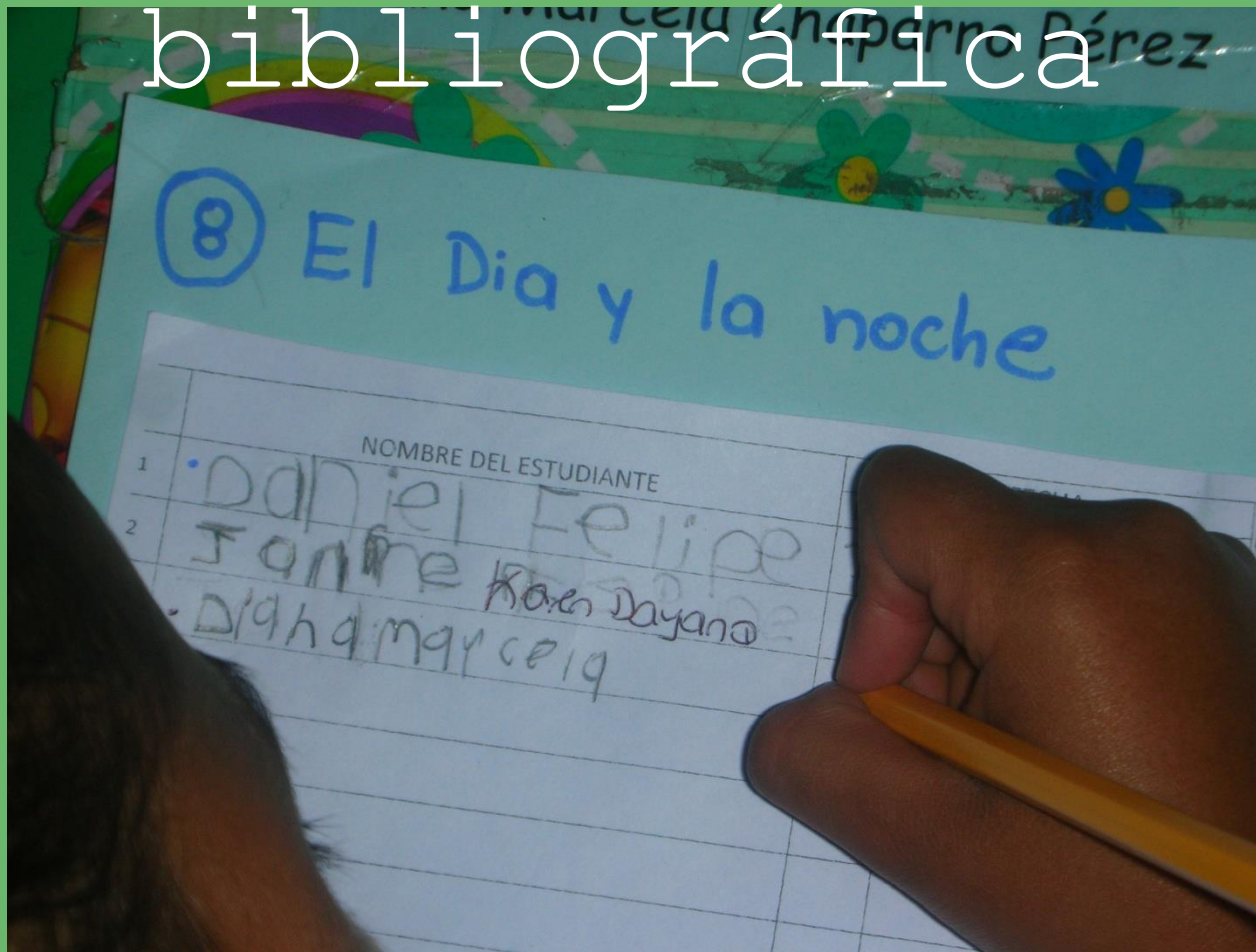 bibliográfica
Marcela Chaparro Pérez
8 El Dia y la noche
NOMBRE DEL ESTUDIANTE
1 Daniel Felipe
2 Karen Dayana
Diana marcela